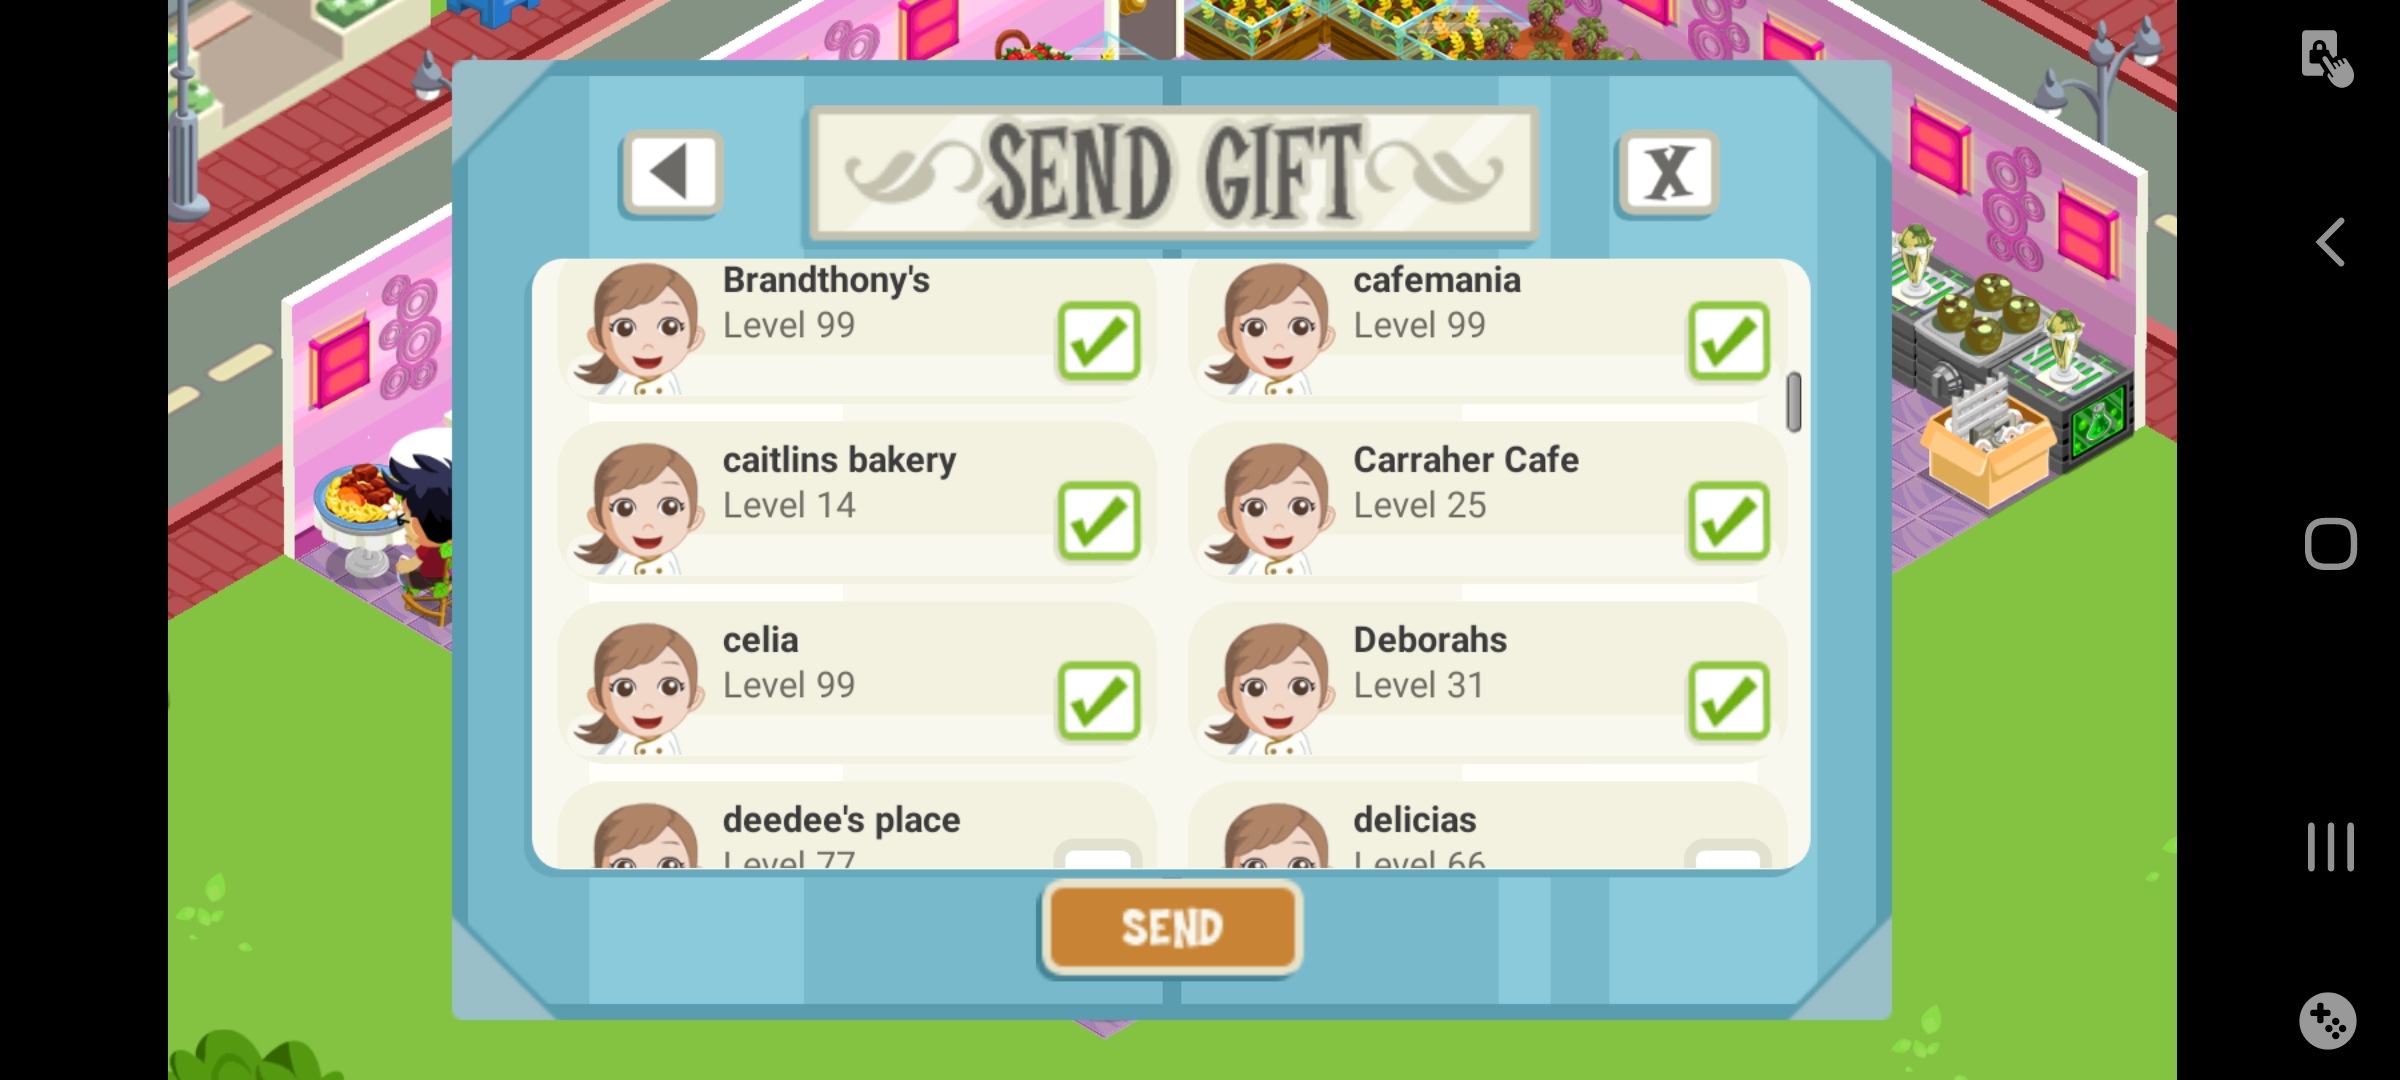 SEND GIFT
X
Brandthony's
Level 99
cafemania
Level 99
caitlins bakery
Level 14
Carraher Cafe
Level 25
celia
Level 99
Deborahs
Level 31
deedee's place
Level 77
delicias
Level 66
SEND